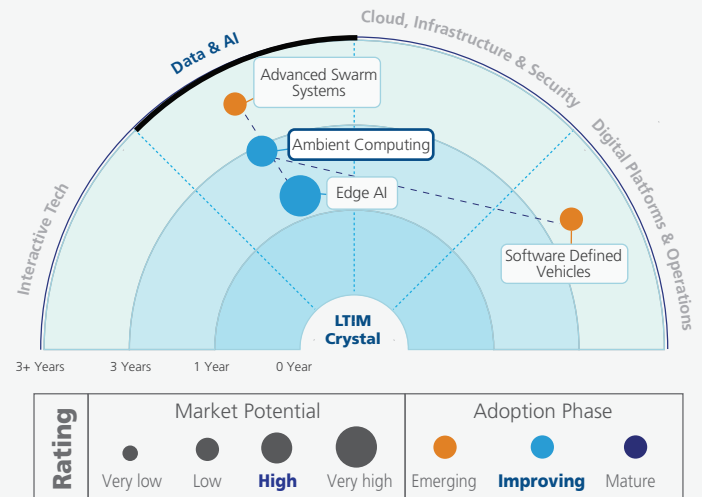 Cloud, Infrastructure & Security
Data & AI
Advanced Swarm
Systems
Ambient Computing
Digital Platforms & Operations
Edge AI
Interactive Tech
Software Defined
Vehicles
LTIM
Crystal
3+ Years
3 Years
1 Year
0 Year
Rating
Market Potential
Adoption Phase
Very low
Low
High
Very high
Emerging
Improving
Mature